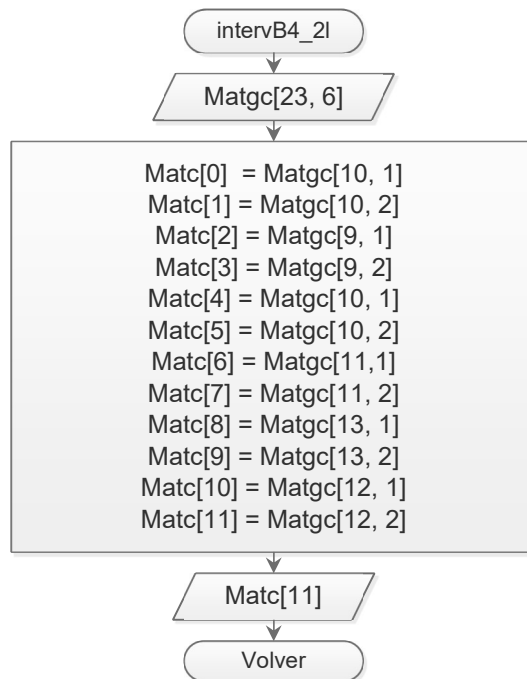 intervB4_2l
Matgc[23, 6]
Matc[0]  = Matgc[10, 1]
Matc[1] = Matgc[10, 2]
Matc[2] = Matgc[9, 1]
Matc[3] = Matgc[9, 2]
Matc[4] = Matgc[10, 1]
Matc[5] = Matgc[10, 2]
Matc[6] = Matgc[11,1]
Matc[7] = Matgc[11, 2]
Matc[8] = Matgc[13, 1]
Matc[9] = Matgc[13, 2]
Matc[10] = Matgc[12, 1]
Matc[11] = Matgc[12, 2]
Matc[11]
Volver